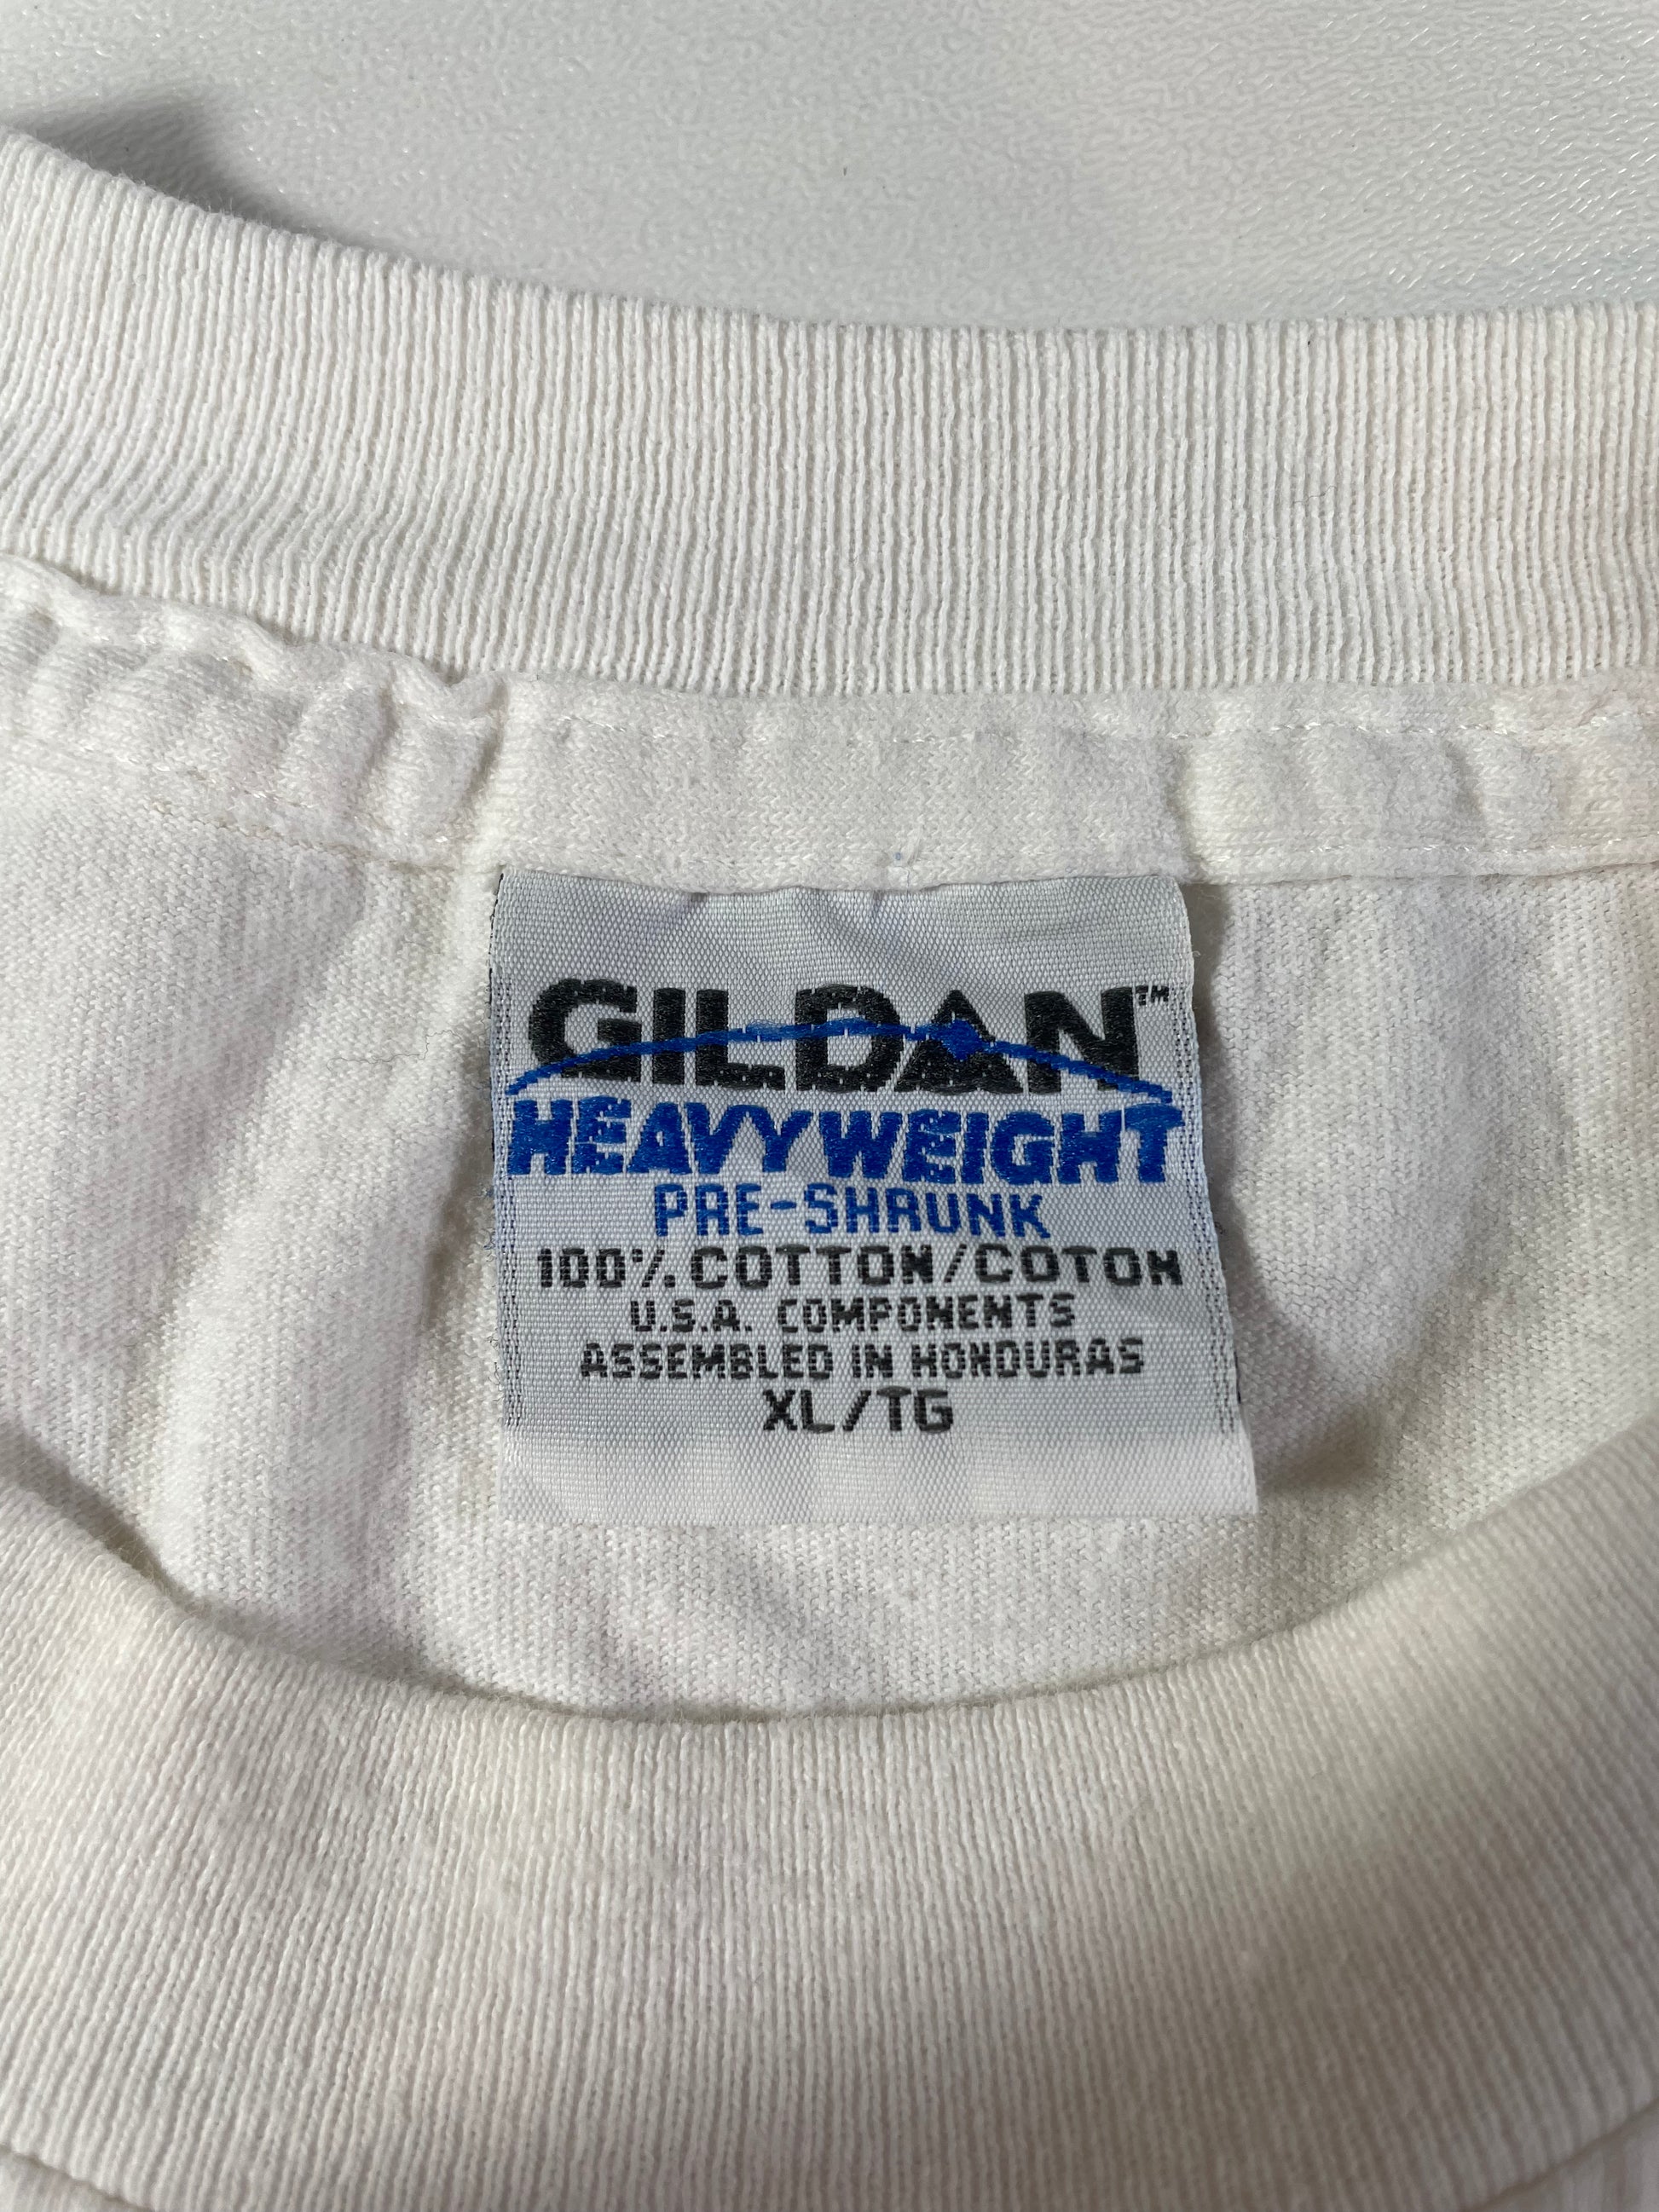 GILDAN™
HEAVYWEIGHT
PRE-SHRUNK
100% COTTON/COTON
U.S.A. COMPONENTS
ASSEMBLED IN HONDURAS
XL/TG